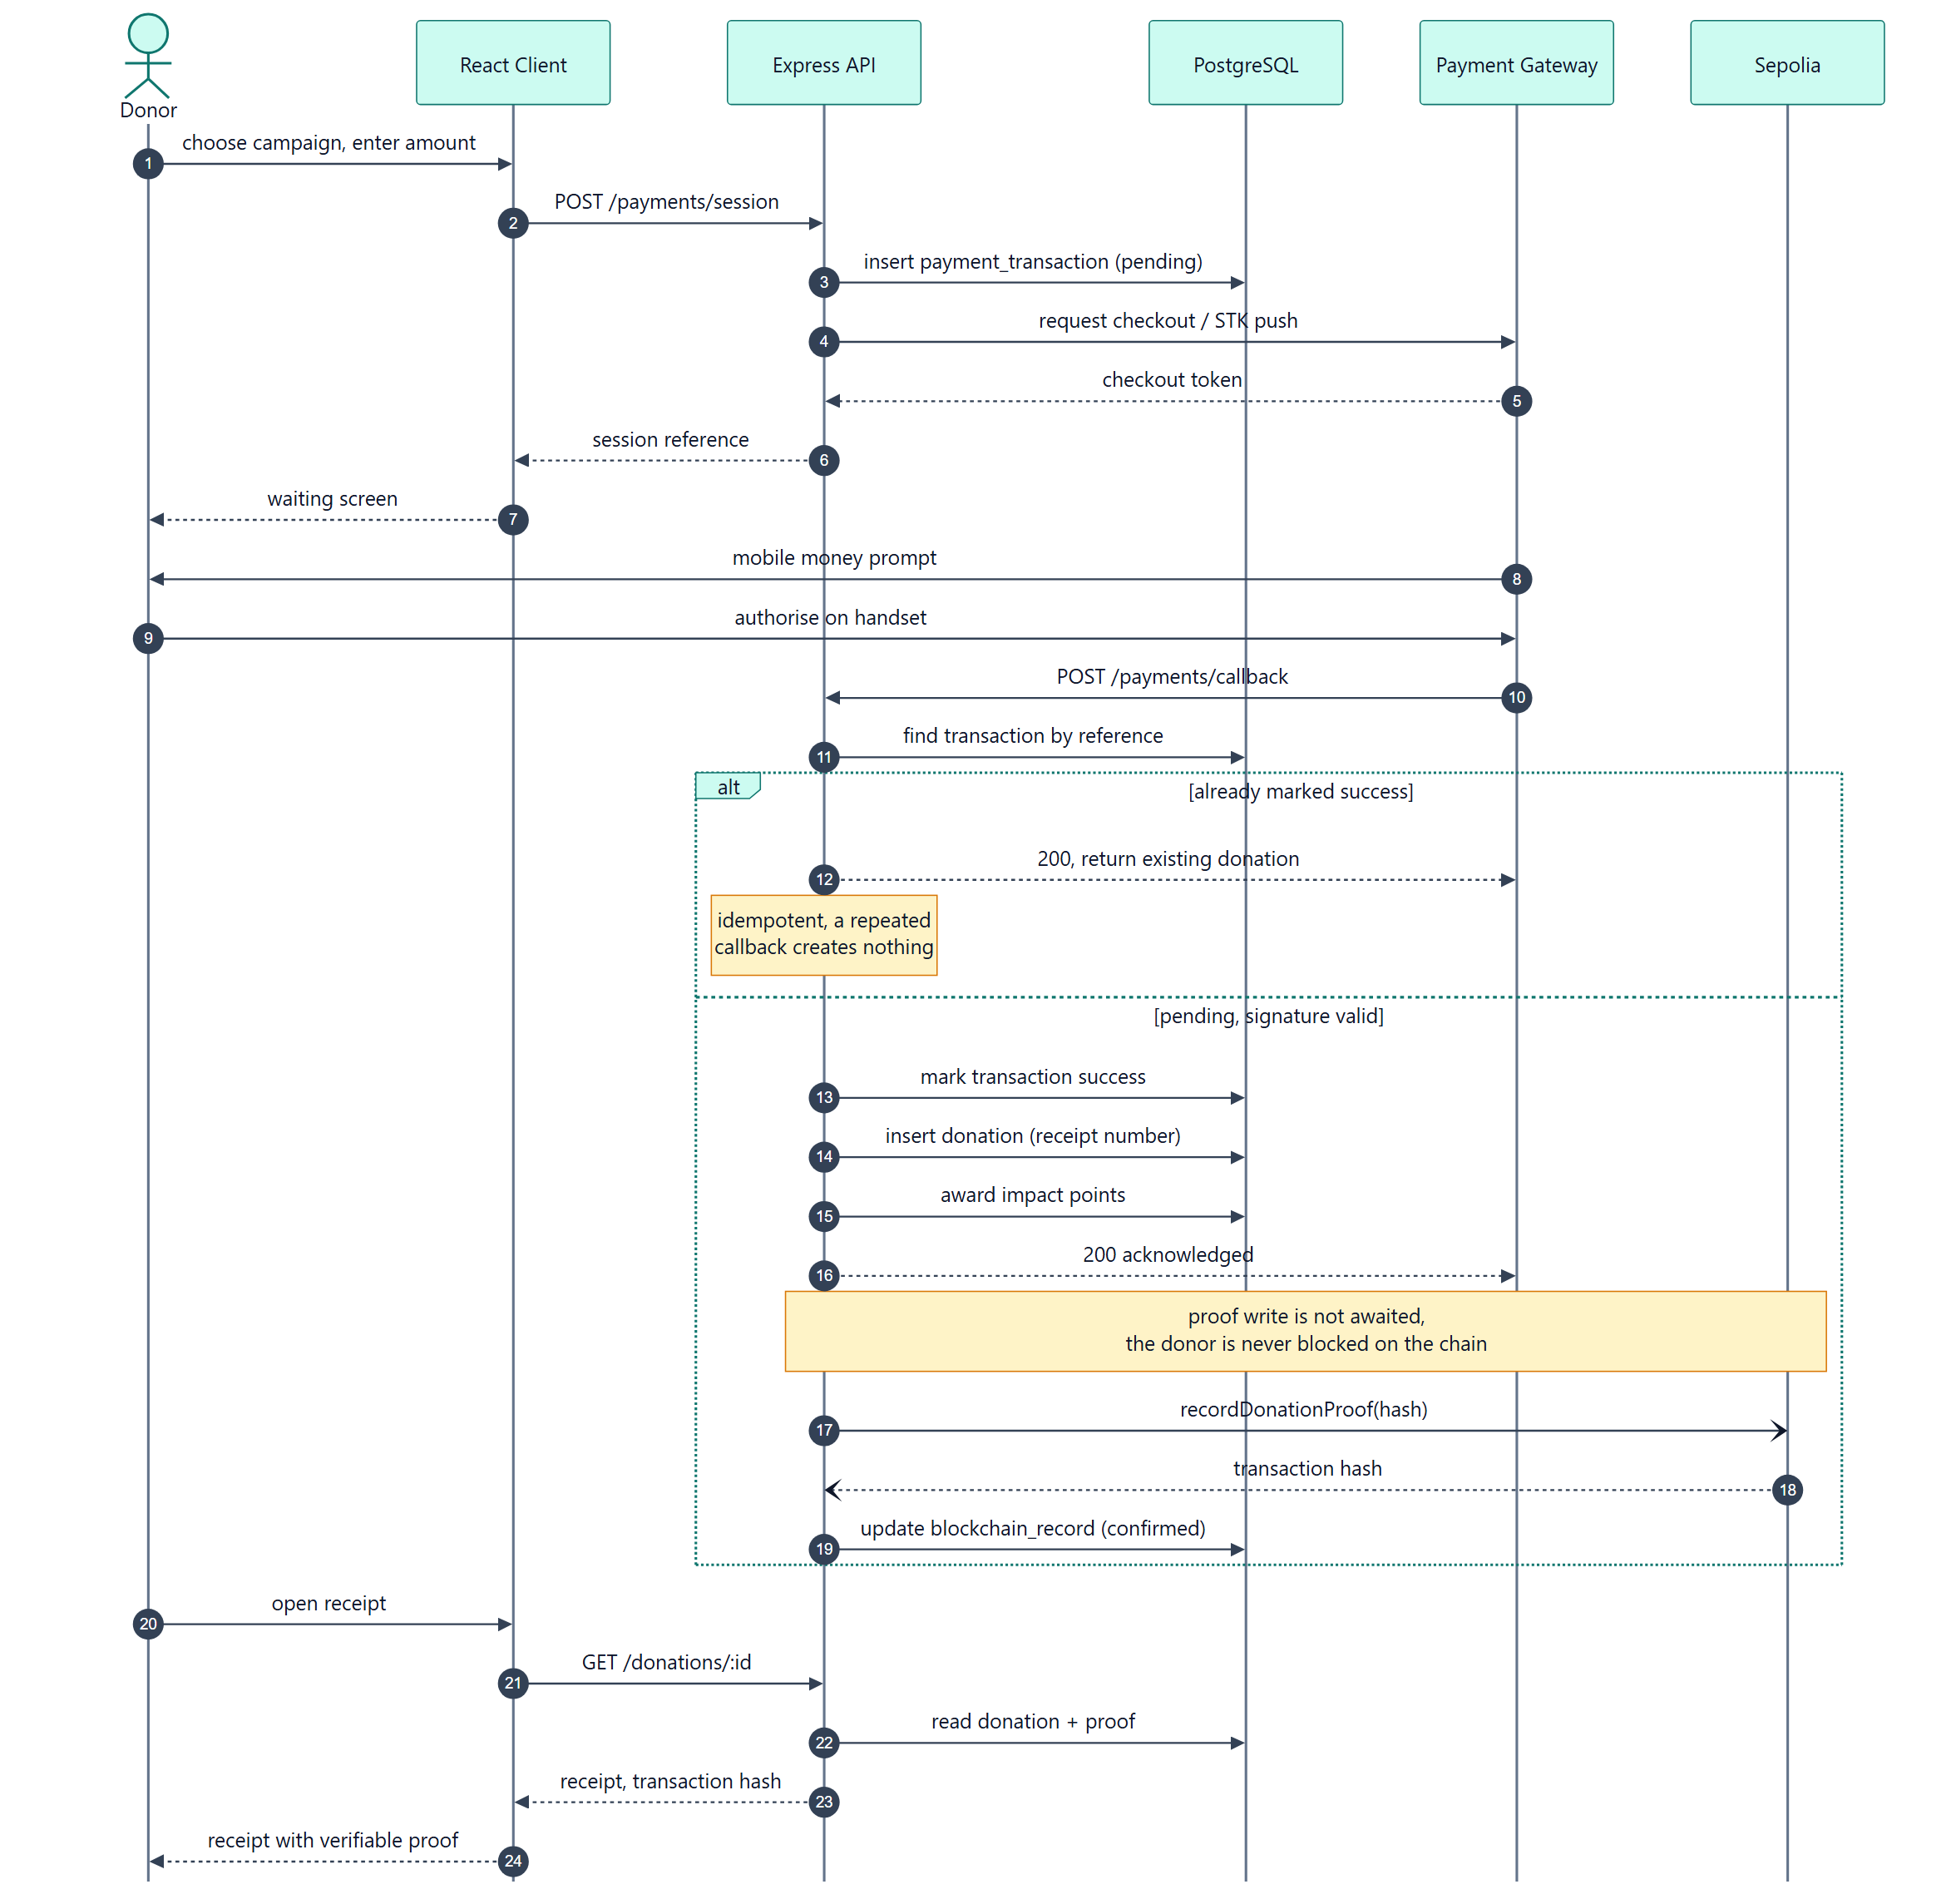 Donor
React Client
Express API
PostgreSQL
Payment Gateway
Sepolia
choose campaign, enter amount
1
POST /payments/session
2
insert payment_transaction (pending)
3
request checkout / STK push
4
checkout token
5
session reference
6
waiting screen
7
mobile money prompt
8
authorise on handset
9
POST /payments/callback
10
find transaction by reference
11
alt
[already marked success]
200, return existing donation
12
idempotent, a repeated
callback creates nothing
[pending, signature valid]
mark transaction success
13
insert donation (receipt number)
14
award impact points
15
200 acknowledged
16
proof write is not awaited,
the donor is never blocked on the chain
recordDonationProof(hash)
17
transaction hash
18
update blockchain_record (confirmed)
19
open receipt
20
GET /donations/:id
21
read donation + proof
22
receipt, transaction hash
23
receipt with verifiable proof
24